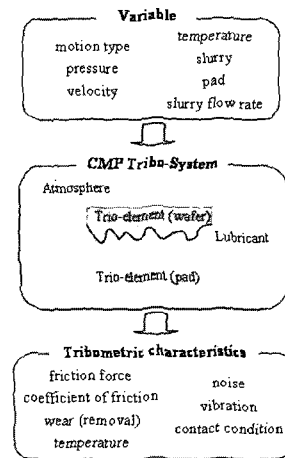 Variable
motion type
pressure
velocity
temperature
slurry
pad
slurry flow rate
CMP Tribo-System
Atmosphere
Trio-element (wafer)
Lubricant
Trio-element (pad)
Tribometric characteristics
friction force
coefficient of friction
wear (removal)
temperature
noise
vibration
contact condition